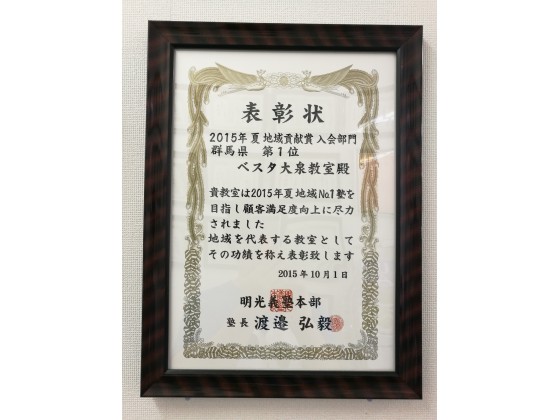 表彰状
2015年 夏 地域貢献賞 入会部門
群馬県 第1位
ベスタ大泉教室殿
貴教室は2015年夏地域No.1塾を
目指し顧客満足度向上に尽力
されました
地域を代表する教室として
その功績を称え表彰致します
2015年10月1日
明光義塾本部
塾長 渡邉 弘毅